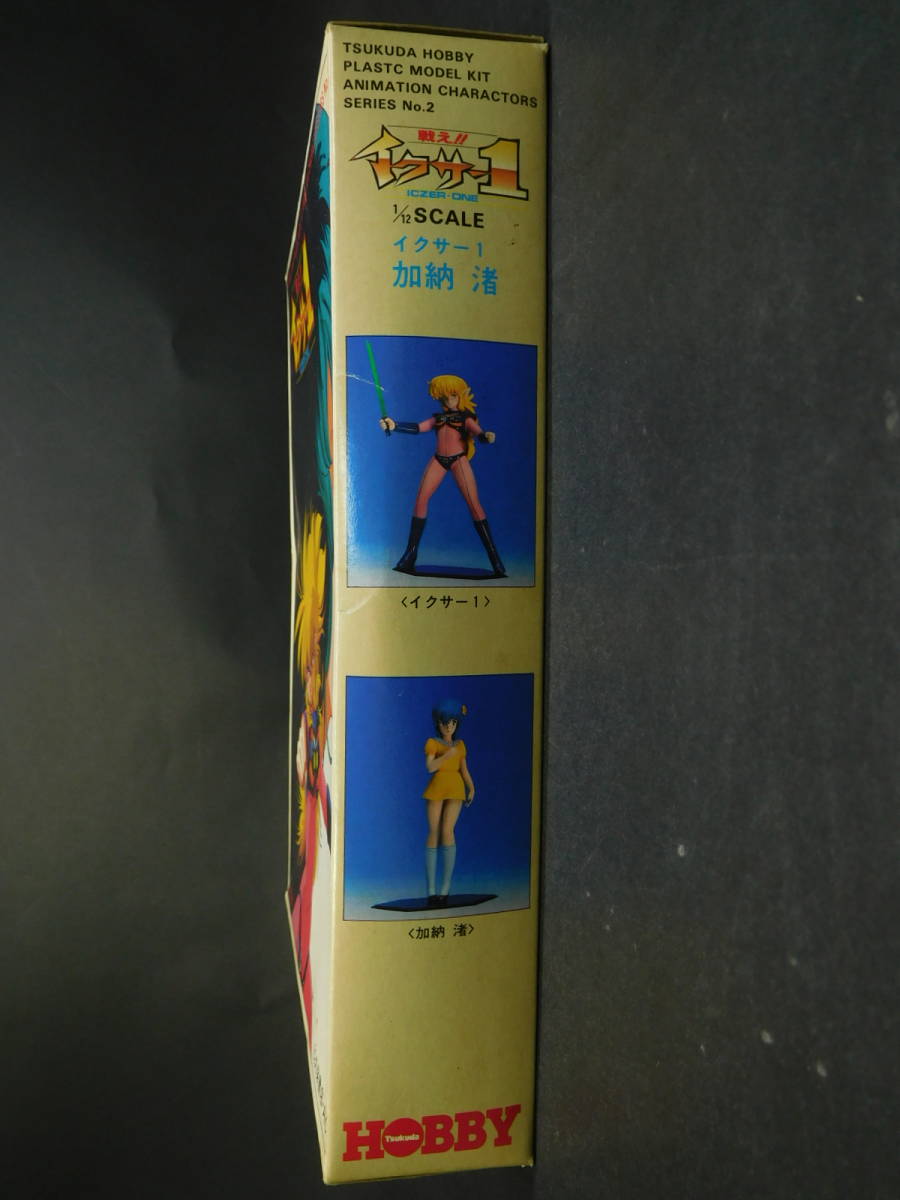 TSUKUDA HOBBY
PLASTC MODEL KIT
ANIMATION CHARACTORS
SERIES No.2
戦え!!
イクサー1
ICZER-ONE
1/12 SCALE
イクサー1
加納 渚
〈イクサー1〉
〈加納 渚〉
HOBBY
Tsukuda